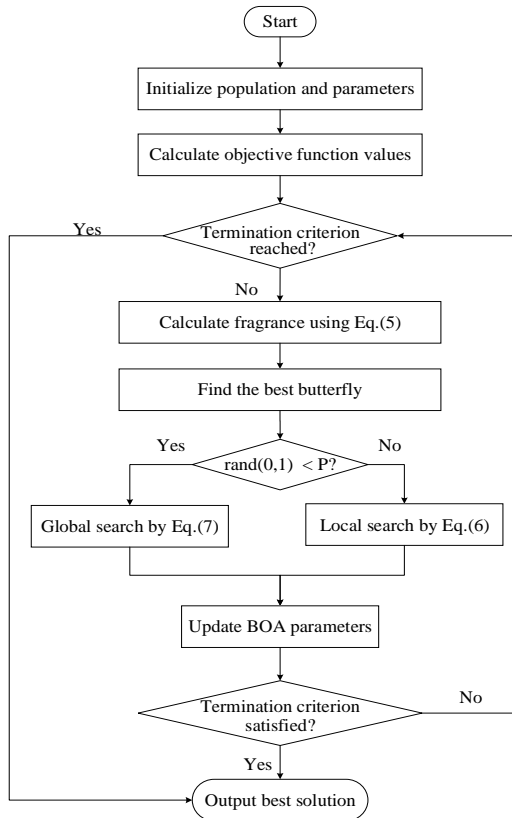 Start
Initialize population and parameters
Calculate objective function values
Yes
Termination criterion
reached?
No
Calculate fragrance using Eq.(5)
Find the best butterfly
Yes
rand(0,1) < P?
No
Global search by Eq.(7)
Local search by Eq.(6)
Update BOA parameters
Termination criterion
satisfied?
No
Yes
Output best solution